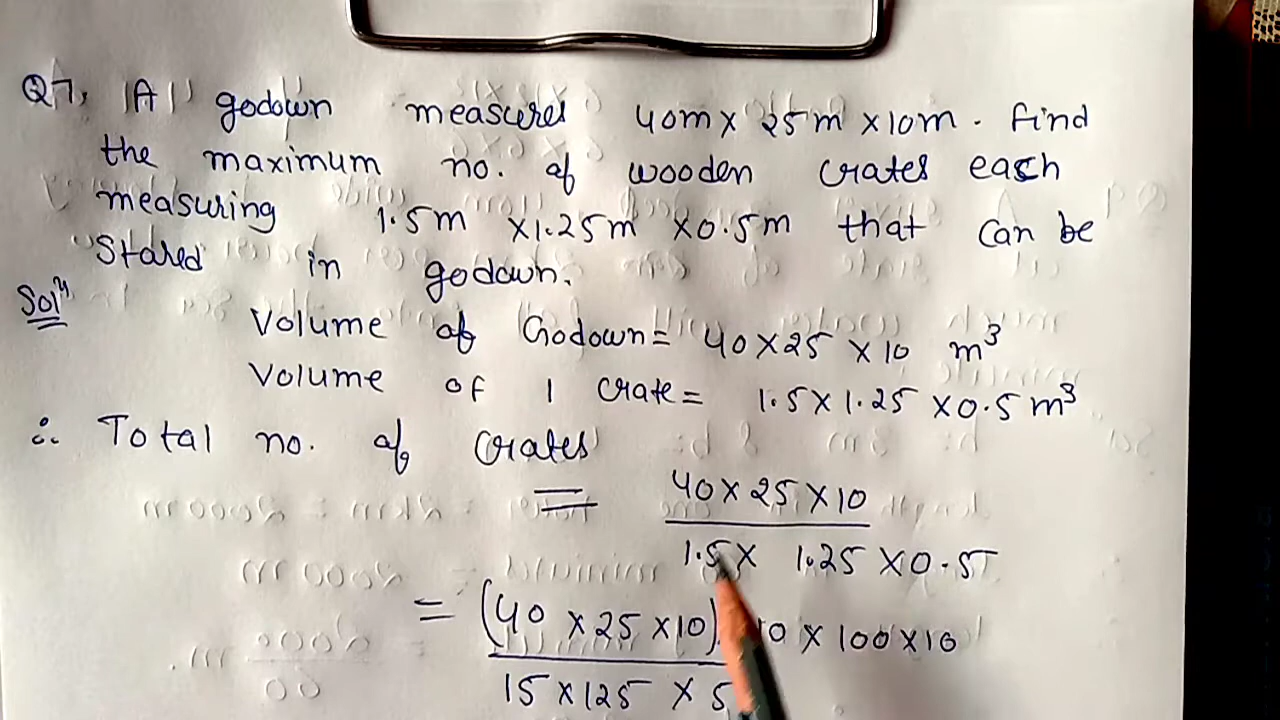 Q7, |A| godown measures 40m x 25m x 10m. find
the maximum no. of wooden crates each
measuring 1.5m x 1.25m x 0.5m that can be
Stored in godown.
Solⁿ
Volume of Godown = 40 x 25 x 10 m³
Volume of 1 Crate = 1.5 x 1.25 x 0.5 m³
∴ Total no. of Crates
= 40 x 25 x 10
1.5 x 1.25 x 0.5
= (40 x 25 x 10) x 100 x 10
15 x 125 x 5